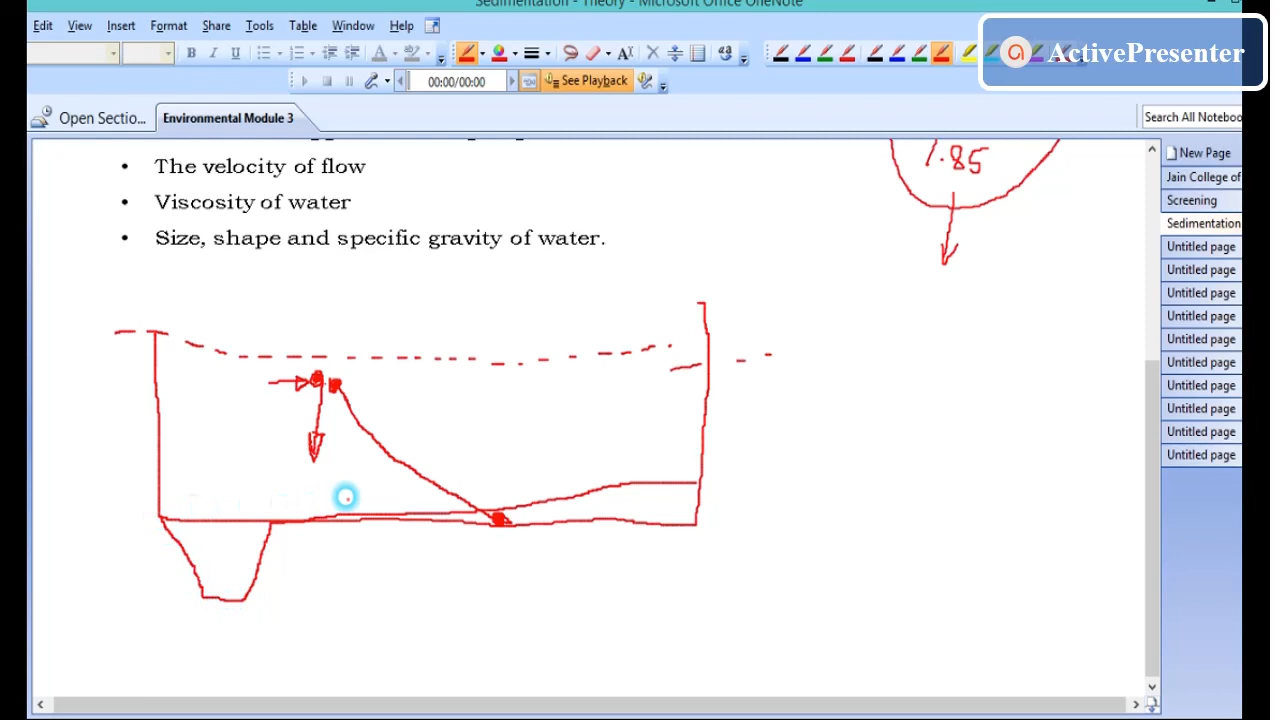 Sedimentation - Theory - Microsoft Office OneNote
Edit View Insert Format Share Tools Table Window Help
ActivePresenter
B I U
00:00/00:00 See Playback
Open Sectio... Environmental Module 3
Search All Notebo
• The velocity of flow
• Viscosity of water
• Size, shape and specific gravity of water.
1.85
New Page
Jain College of
Screening
Sedimentation
Untitled page
Untitled page
Untitled page
Untitled page
Untitled page
Untitled page
Untitled page
Untitled page
Untitled page
Untitled page